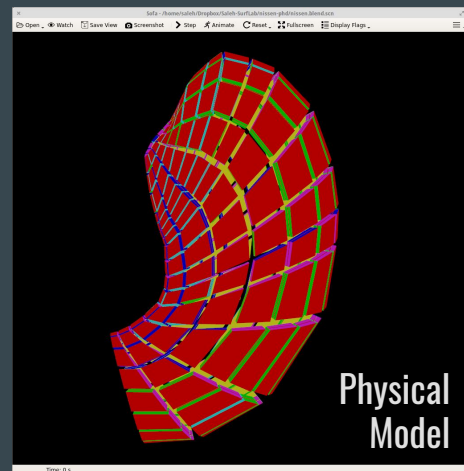 Sofa - /home/saleh/Dropbox/Saleh-SurfLab/nissen-phd/nissen.blend.scn
Open Watch Save View Screenshot Step Animate Reset Fullscreen Display Flags
Physical
Model
Time: 0 s